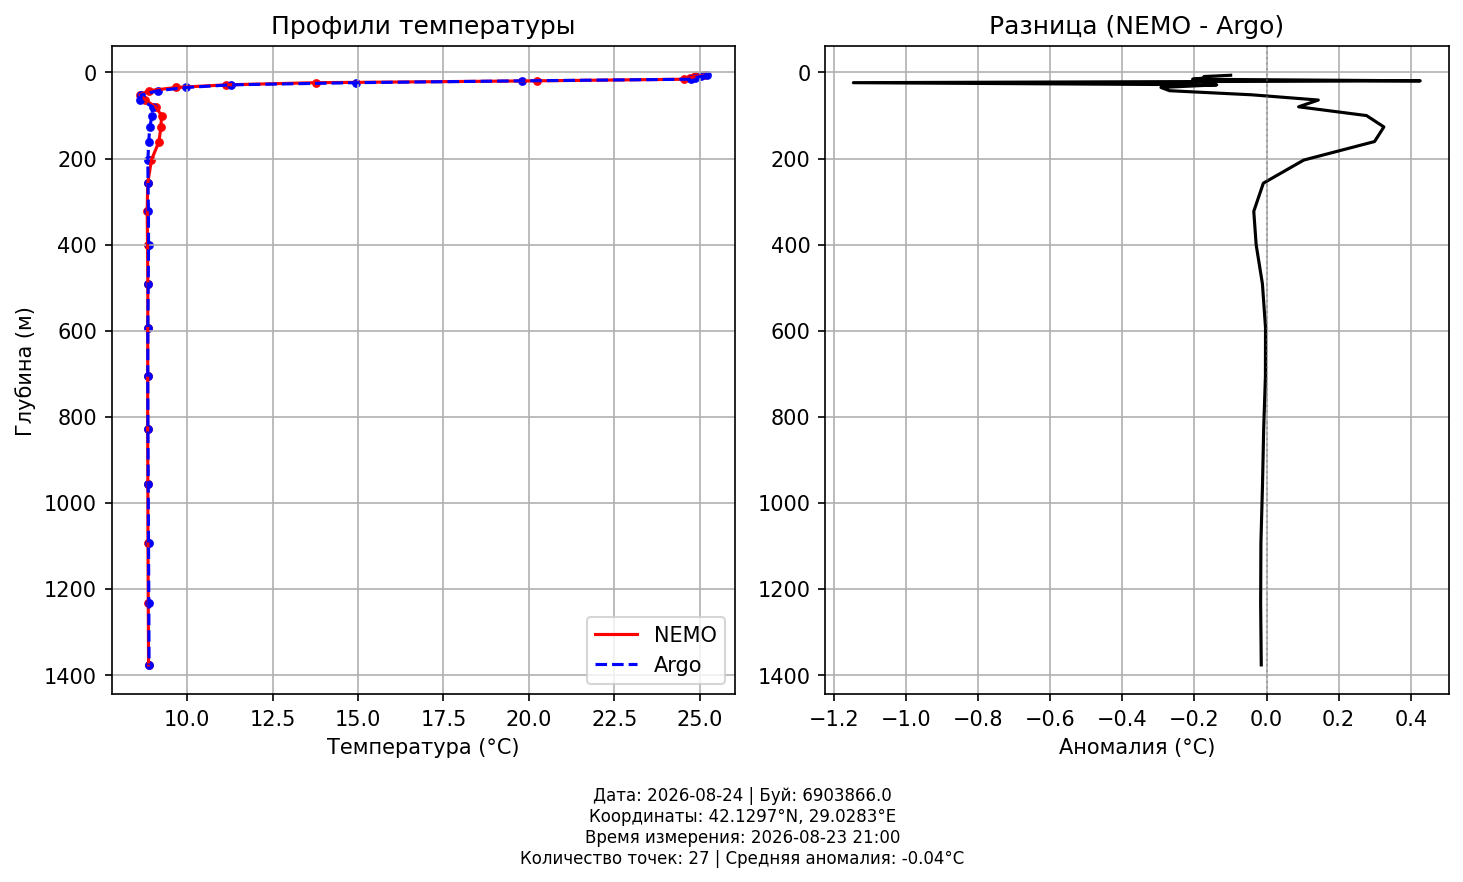 Профили температуры
Разница (NEMO - Argo)
0
200
400
600
800
1000
1200
1400
Глубина (м)
10.0
12.5
15.0
17.5
20.0
22.5
25.0
Температура (°C)
NEMO
Argo
0
200
400
600
800
1000
1200
1400
−1.2
−1.0
−0.8
−0.6
−0.4
−0.2
0.0
0.2
0.4
Аномалия (°C)
Дата: 2026-08-24 | Буй: 6903866.0
Координаты: 42.1297°N, 29.0283°E
Время измерения: 2026-08-23 21:00
Количество точек: 27 | Средняя аномалия: -0.04°C